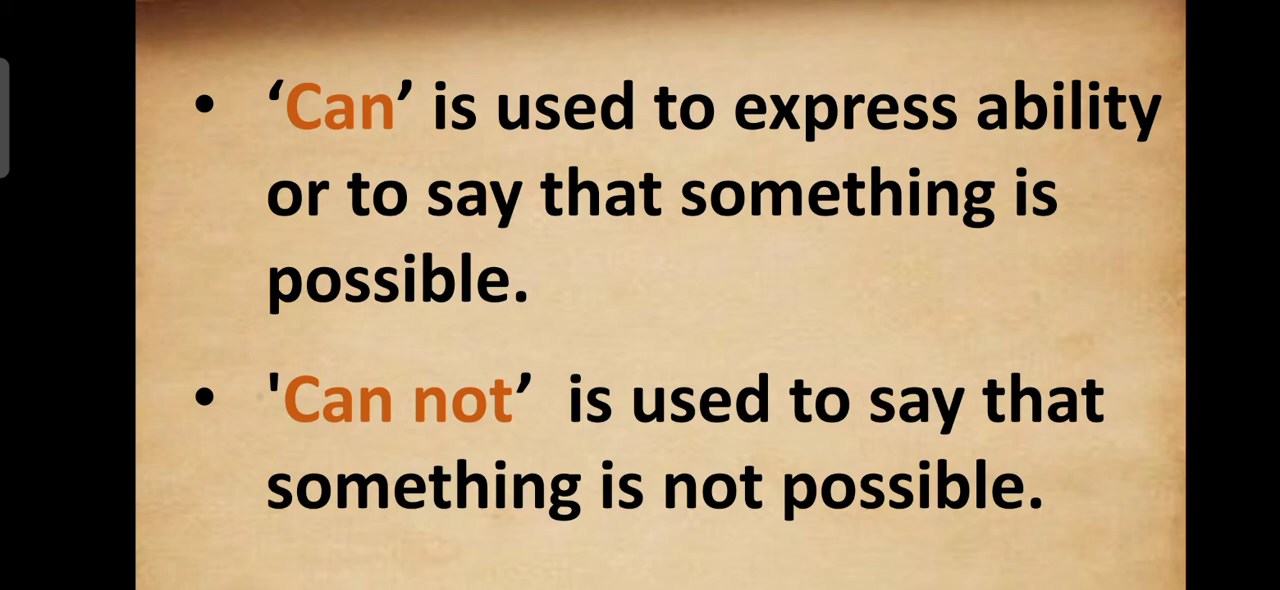 • ‘Can’ is used to express ability
or to say that something is
possible.
• 'Can not’ is used to say that
something is not possible.